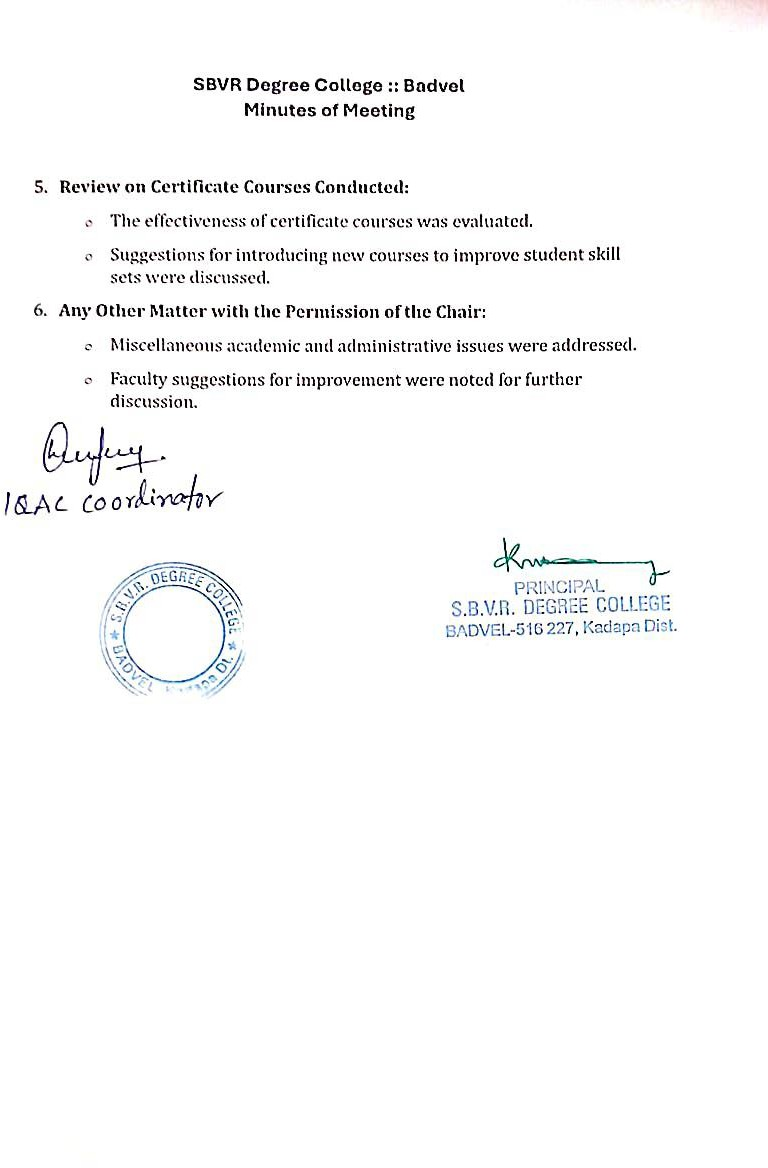 SBVR Degree College :: Badvel
Minutes of Meeting
5. Review on Certificate Courses Conducted:
The effectiveness of certificate courses was evaluated.
Suggestions for introducing new courses to improve student skill
sets were discussed.
6. Any Other Matter with the Permission of the Chair:
Miscellaneous academic and administrative issues were addressed.
Faculty suggestions for improvement were noted for further
discussion.
IQAC Coordinator
PRINCIPAL
S.B.V.R. DEGREE COLLEGE
BADVEL-516 227, Kadapa Dist.
S.B.V.R. DEGREE COLLEGE
BADVEL Kadapa Dt.